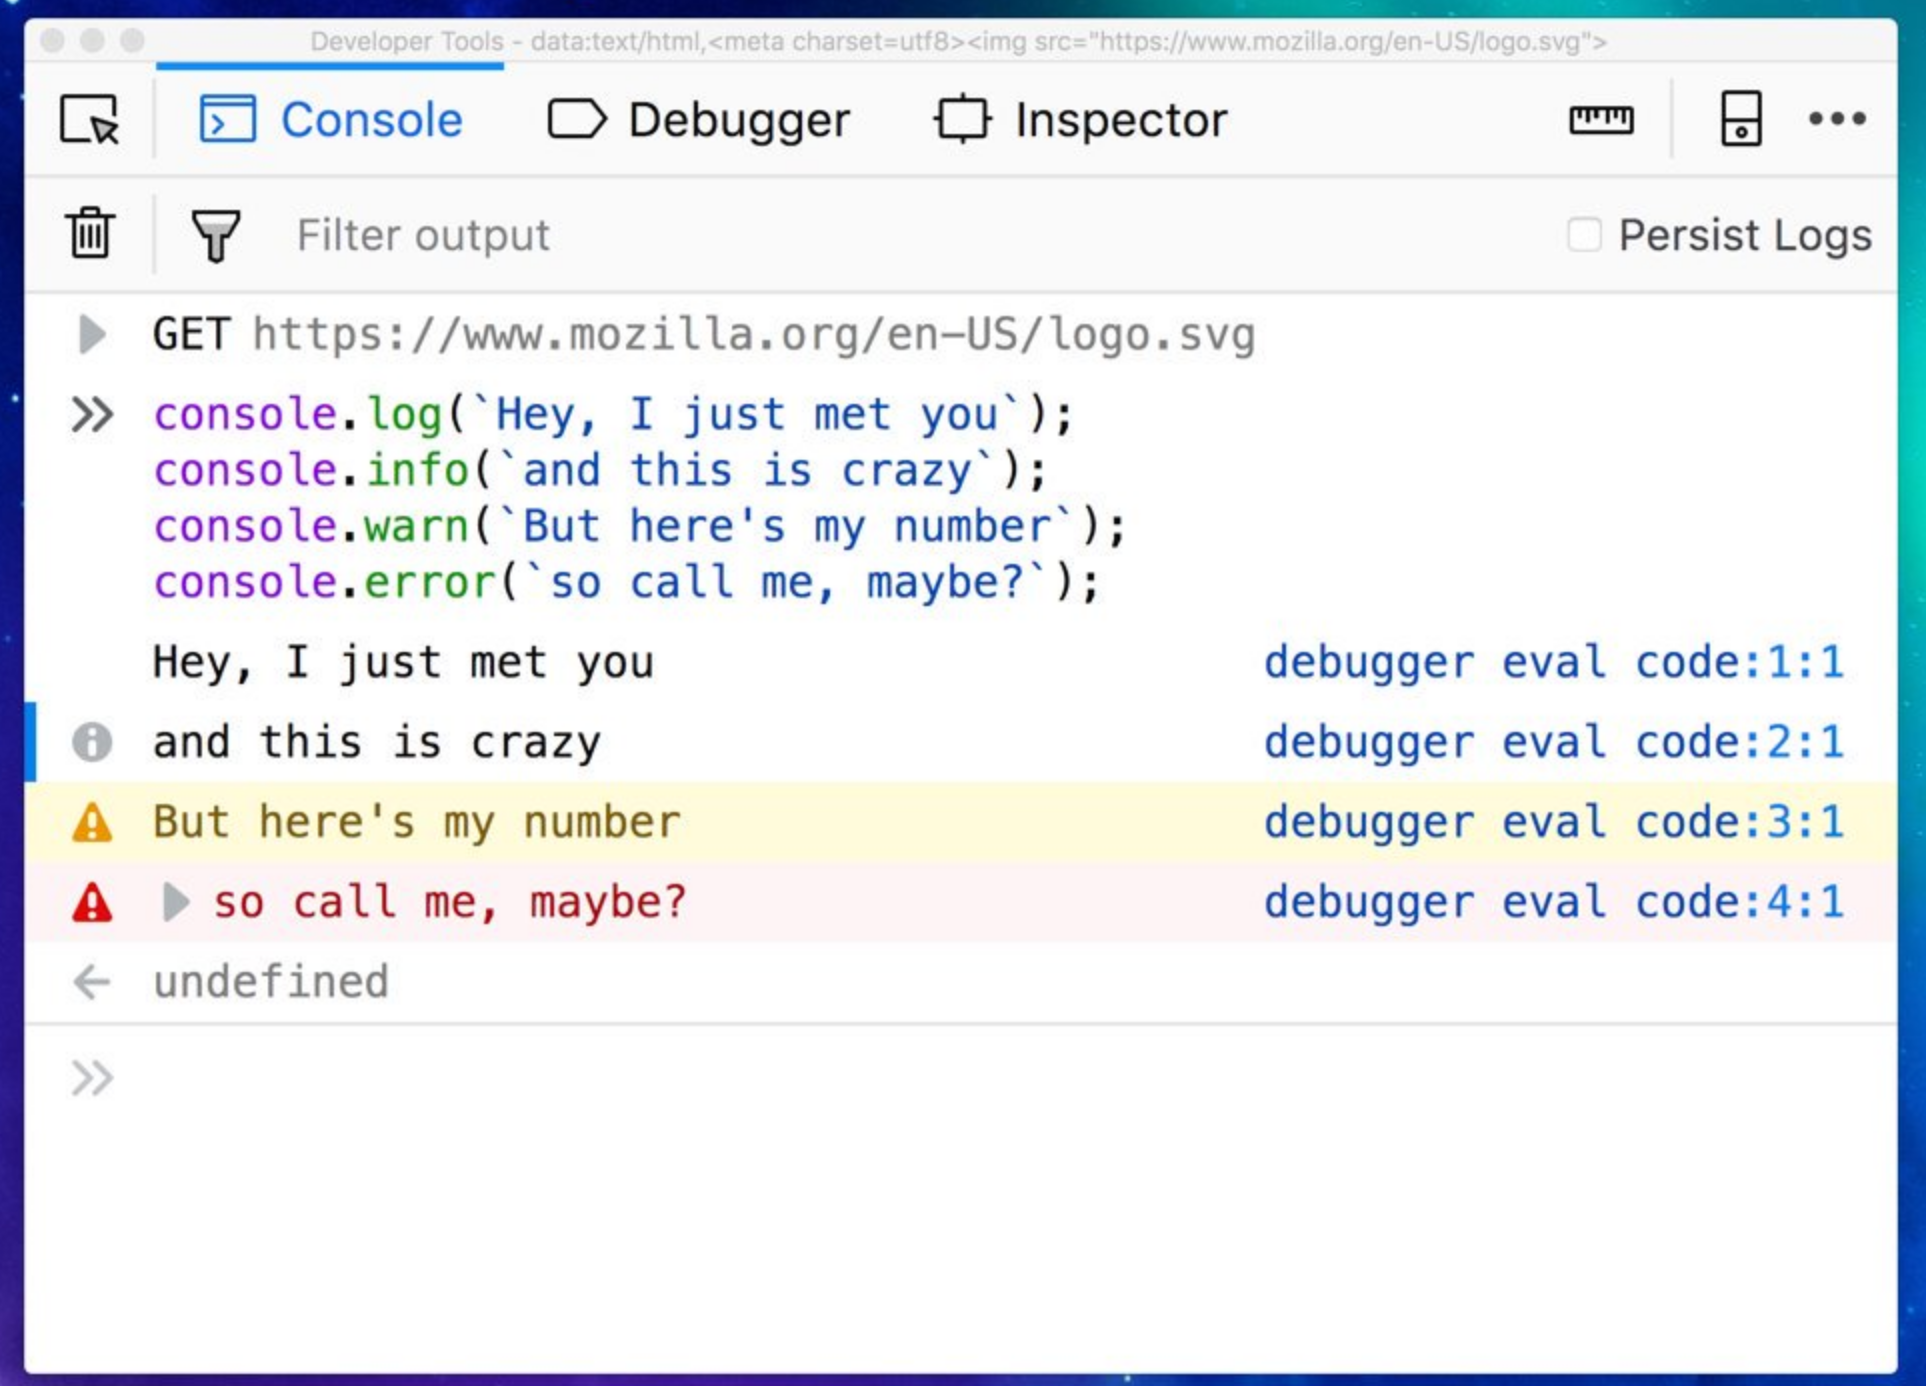 Developer Tools - data:text/html,<meta charset=utf8><img src="https://www.mozilla.org/en-US/logo.svg">
Console Debugger Inspector
Filter output Persist Logs
GET https://www.mozilla.org/en-US/logo.svg
console.log(`Hey, I just met you`);
console.info(`and this is crazy`);
console.warn(`But here's my number`);
console.error(`so call me, maybe?`);
Hey, I just met you debugger eval code:1:1
and this is crazy debugger eval code:2:1
But here's my number debugger eval code:3:1
so call me, maybe? debugger eval code:4:1
undefined